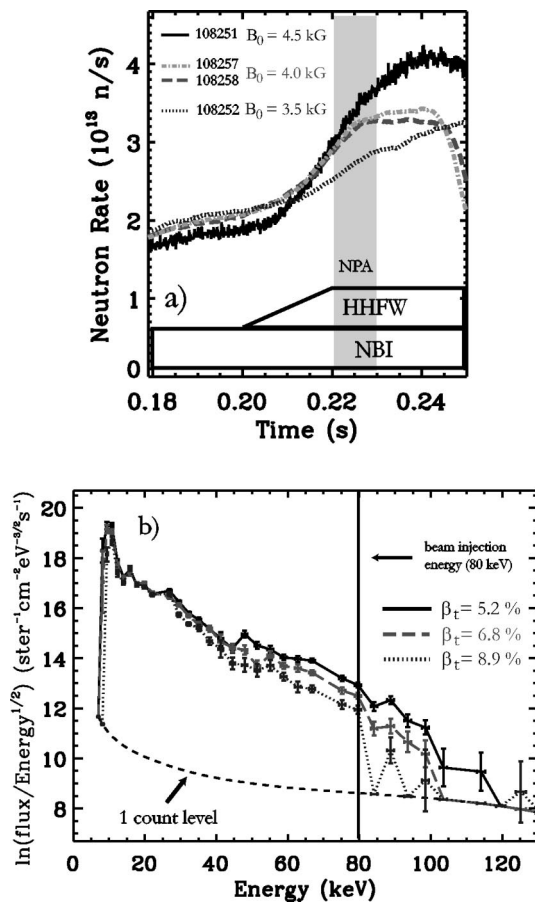 108251 B₀ = 4.5 kG
108257
108258 B₀ = 4.0 kG
108252 B₀ = 3.5 kG
Neutron Rate (10¹³ n/s)
5
4
3
2
1
0
a)
NPA
HHFW
NBI
0.18 0.20 0.22 0.24
Time (s)
ln(flux/Energy^1/2) (ster⁻¹cm⁻²eV⁻³/²s⁻¹)
20
18
16
14
12
10
8
b)
beam injection
energy (80 keV)
βt = 5.2 %
βt = 6.8 %
βt = 8.9 %
1 count level
0 20 40 60 80 100 120
Energy (keV)